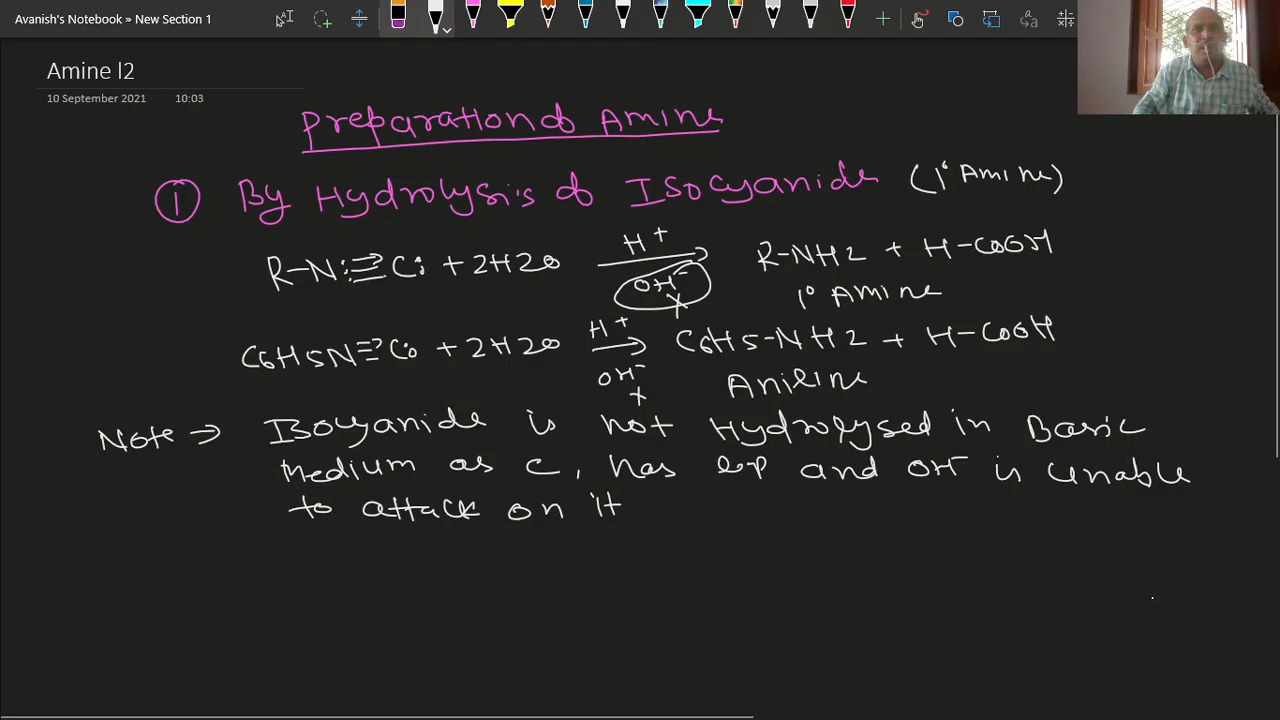 Avanish's Notebook » New Section 1
Amine l2
10 September 2021 10:03
Preparation of Amine
① By Hydrolysis of Isocyanide (1° Amine)
R-N≡C: + 2H2O H+ OH- x R-NH2 + H-COOH
1° Amine
C6H5N≡C: + 2H2O H+ OH- x C6H5-NH2 + H-COOH
Aniline
Note ⇒ Isocyanide is not Hydrolysed in Basic
medium as C, has l.p and OH- is unable
to attack on it